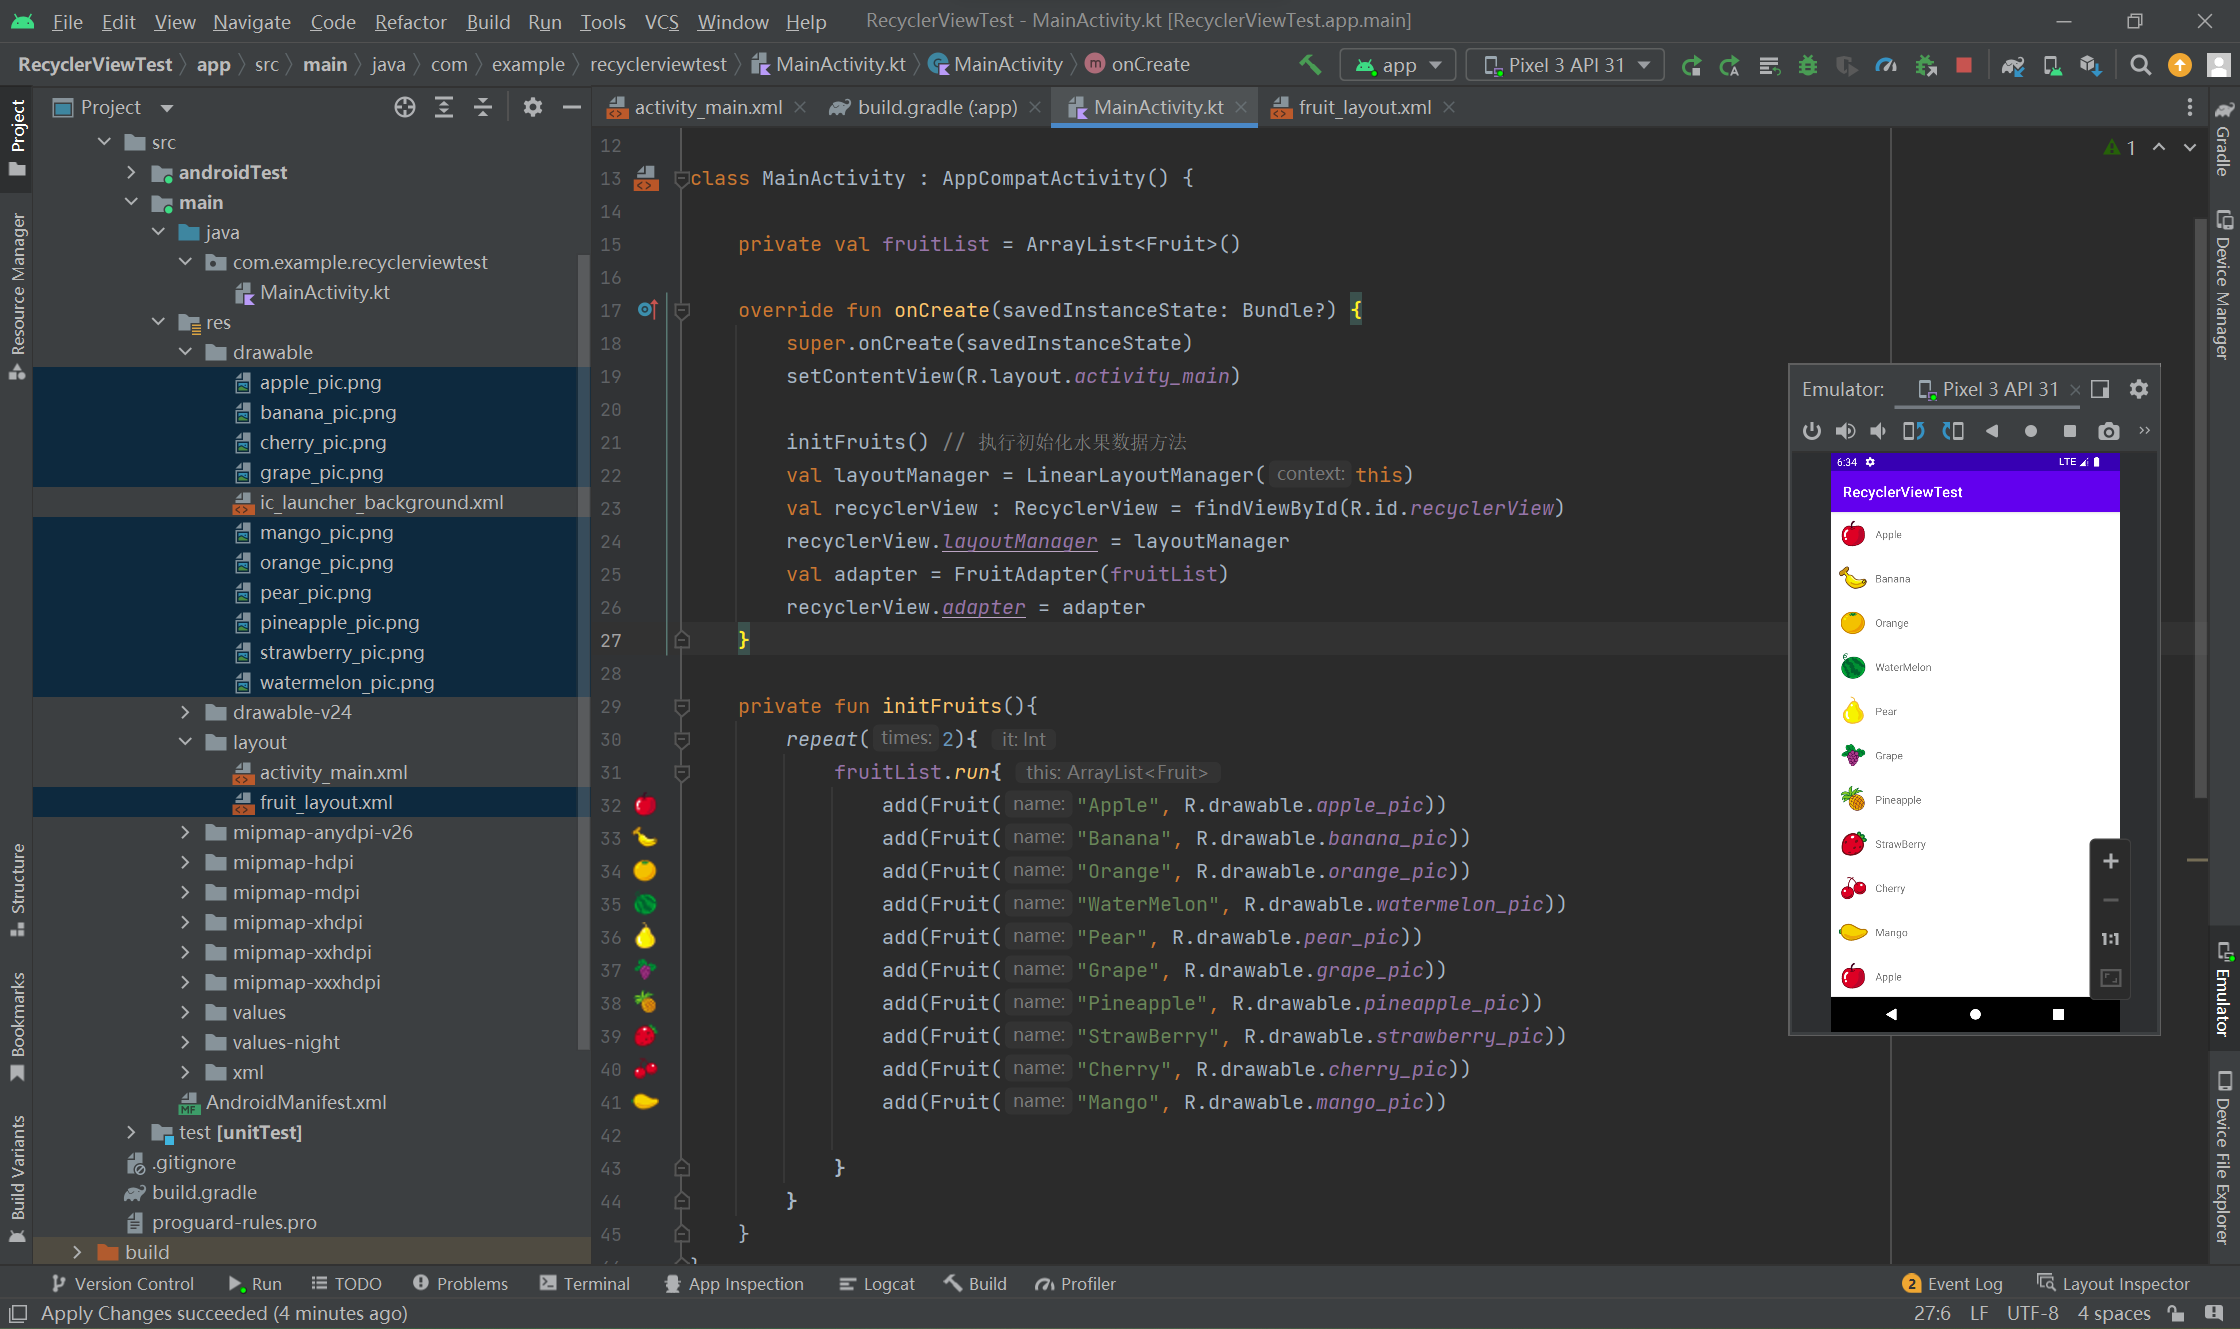 File Edit View Navigate Code Refactor Build Run Tools VCS Window Help RecyclerViewTest - MainActivity.kt [RecyclerViewTest.app.main]
RecyclerViewTest app src main java com example recyclerviewtest MainActivity.kt MainActivity onCreate app Pixel 3 API 31
Project
activity_main.xml build.gradle (:app) MainActivity.kt fruit_layout.xml
Project
Resource Manager
Structure
Bookmarks
Build Variants
src
androidTest
main
java
com.example.recyclerviewtest
MainActivity.kt
res
drawable
apple_pic.png
banana_pic.png
cherry_pic.png
grape_pic.png
ic_launcher_background.xml
mango_pic.png
orange_pic.png
pear_pic.png
pineapple_pic.png
strawberry_pic.png
watermelon_pic.png
drawable-v24
layout
activity_main.xml
fruit_layout.xml
mipmap-anydpi-v26
mipmap-hdpi
mipmap-mdpi
mipmap-xhdpi
mipmap-xxhdpi
mipmap-xxxhdpi
values
values-night
xml
AndroidManifest.xml
test [unitTest]
.gitignore
build.gradle
proguard-rules.pro
build
1
12
13 class MainActivity : AppCompatActivity() {
14
15 private val fruitList = ArrayList<Fruit>()
16
17 override fun onCreate(savedInstanceState: Bundle?) {
18 super.onCreate(savedInstanceState)
19 setContentView(R.layout.activity_main)
20
21 initFruits() // 执行初始化水果数据方法
22 val layoutManager = LinearLayoutManager( context: this)
23 val recyclerView : RecyclerView = findViewById(R.id.recyclerView)
24 recyclerView.layoutManager = layoutManager
25 val adapter = FruitAdapter(fruitList)
26 recyclerView.adapter = adapter
27 }
28
29 private fun initFruits(){
30 repeat( times: 2){ it: Int
31 fruitList.run{ this: ArrayList<Fruit>
32 add(Fruit( name: "Apple", R.drawable.apple_pic))
33 add(Fruit( name: "Banana", R.drawable.banana_pic))
34 add(Fruit( name: "Orange", R.drawable.orange_pic))
35 add(Fruit( name: "WaterMelon", R.drawable.watermelon_pic))
36 add(Fruit( name: "Pear", R.drawable.pear_pic))
37 add(Fruit( name: "Grape", R.drawable.grape_pic))
38 add(Fruit( name: "Pineapple", R.drawable.pineapple_pic))
39 add(Fruit( name: "StrawBerry", R.drawable.strawberry_pic))
40 add(Fruit( name: "Cherry", R.drawable.cherry_pic))
41 add(Fruit( name: "Mango", R.drawable.mango_pic))
42
43 }
44 }
45 }
Emulator: Pixel 3 API 31
6:34 LTE
RecyclerViewTest
Apple
Banana
Orange
WaterMelon
Pear
Grape
Pineapple
StrawBerry
Cherry
Mango
Apple
1:1
Gradle
Device Manager
Emulator
Device File Explorer
Version Control Run TODO Problems Terminal App Inspection Logcat Build Profiler 2 Event Log Layout Inspector
Apply Changes succeeded (4 minutes ago) 27:6 LF UTF-8 4 spaces